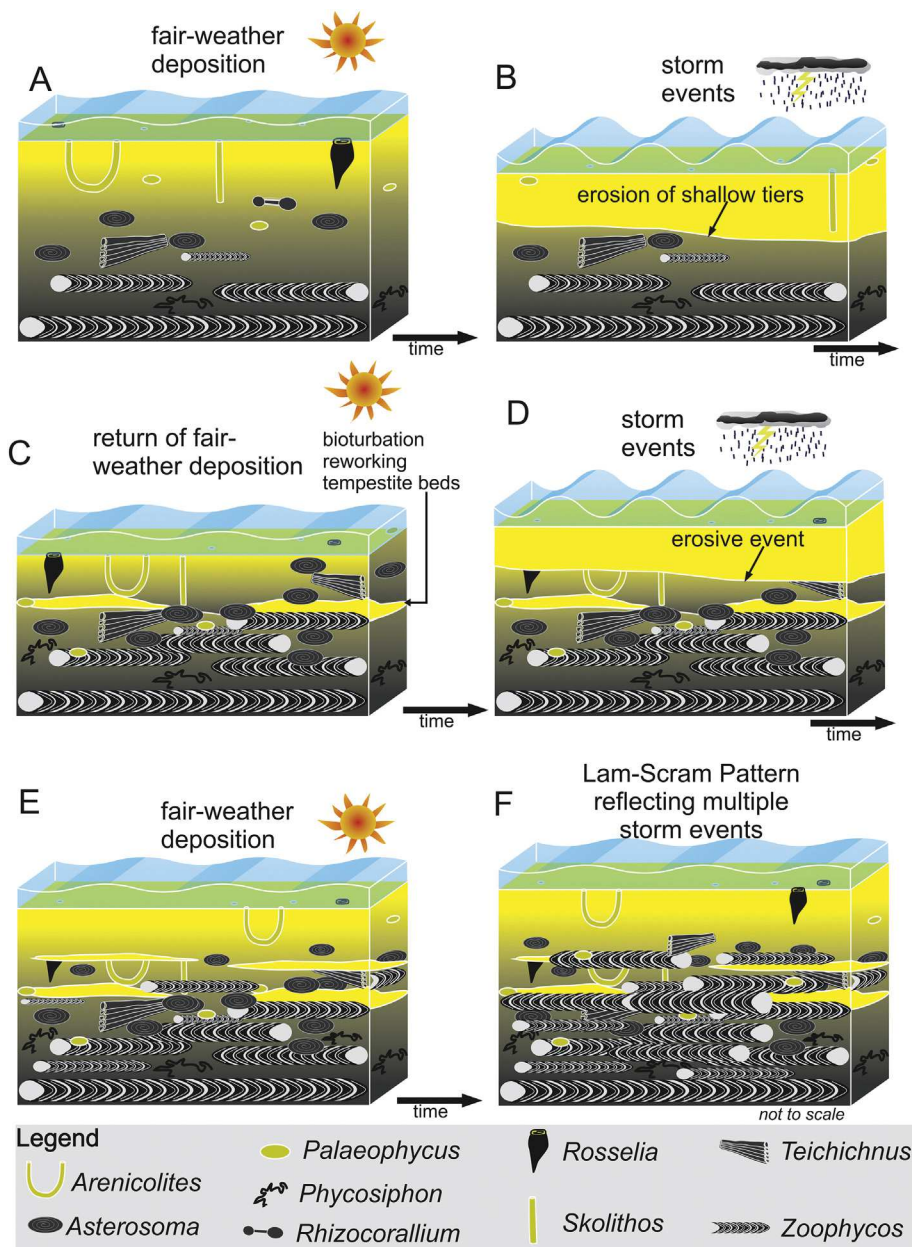 A
fair-weather
deposition
time
B
storm
events
erosion of shallow tiers
time
C
return of fair-
weather deposition
bioturbation
reworking
tempestite beds
time
D
storm
events
erosive event
time
E
fair-weather
deposition
time
F
Lam-Scram Pattern
reflecting multiple
storm events
not to scale
Legend
Arenicolites
Asterosoma
Palaeophycus
Phycosiphon
Rhizocorallium
Rosselia
Skolithos
Teichichnus
Zoophycos